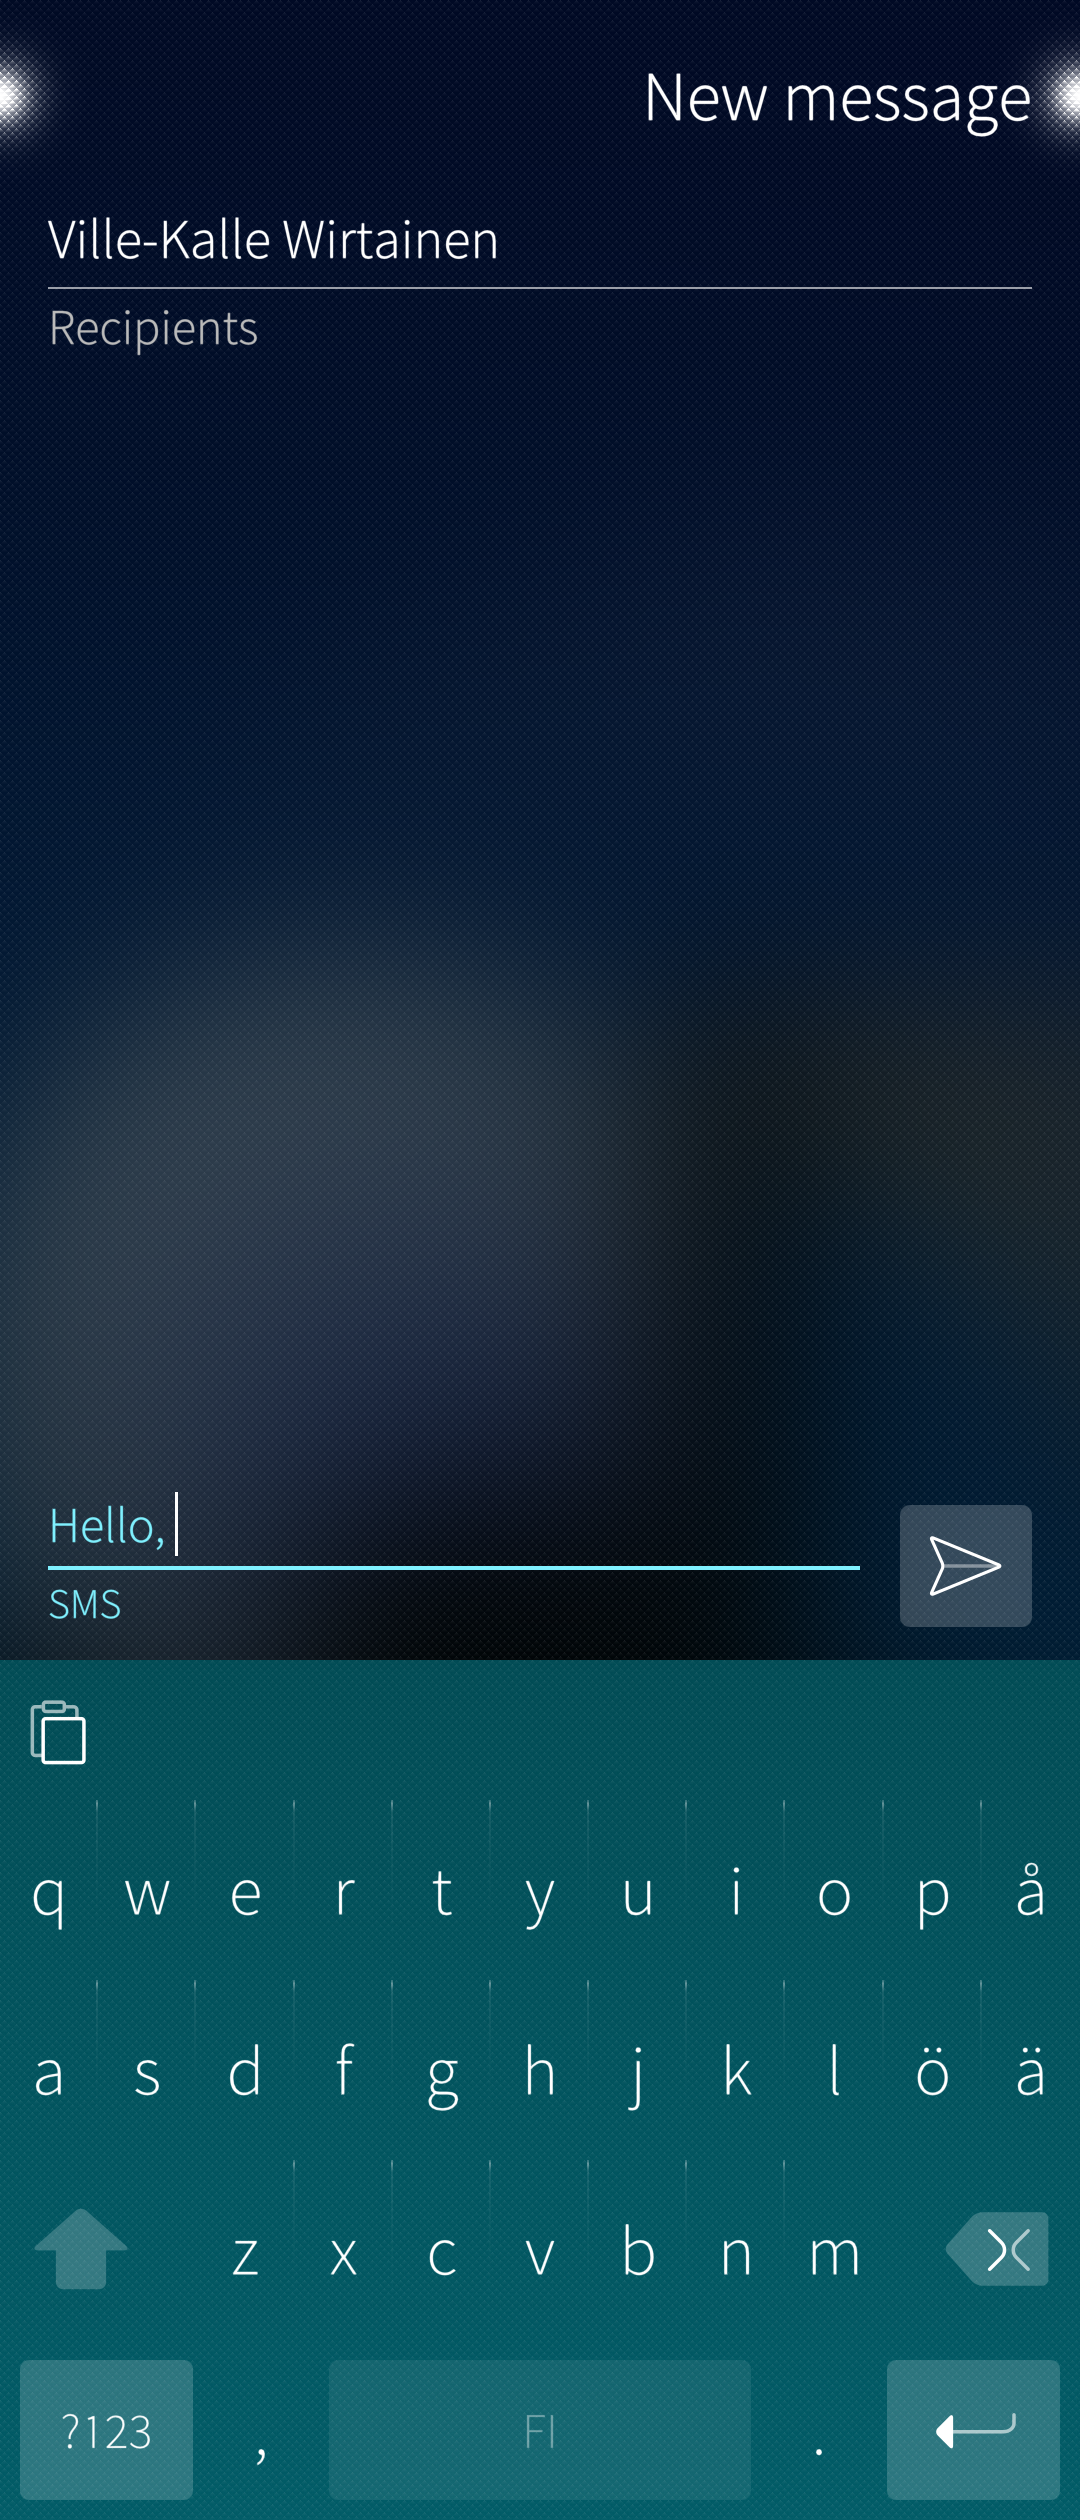 New message
Ville-Kalle Wirtainen
Recipients
Hello,
SMS
q w e r t y u i o p å
a s d f g h j k l ö ä
z x c v b n m
?123 , FI .